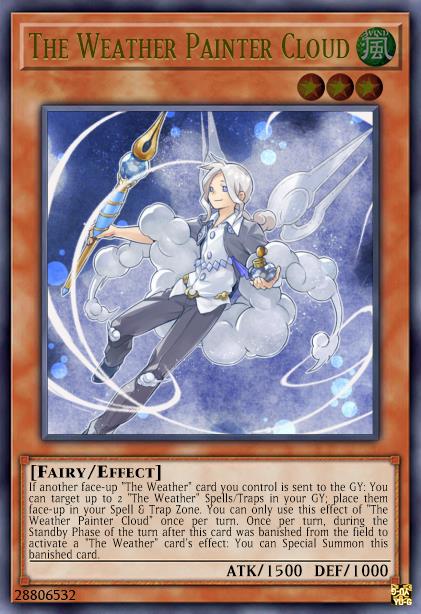 THE WEATHER PAINTER CLOUD
WIND
風
[FAIRY/EFFECT]
If another face-up "The Weather" card you control is sent to the GY: You
can target up to 2 "The Weather" Spells/Traps in your GY; place them
face-up in your Spell & Trap Zone. You can only use this effect of "The
Weather Painter Cloud" once per turn. Once per turn, during the
Standby Phase of the turn after this card was banished from the field to
activate a "The Weather" card's effect: You can Special Summon this
banished card.
ATK/1500 DEF/1000
28806532